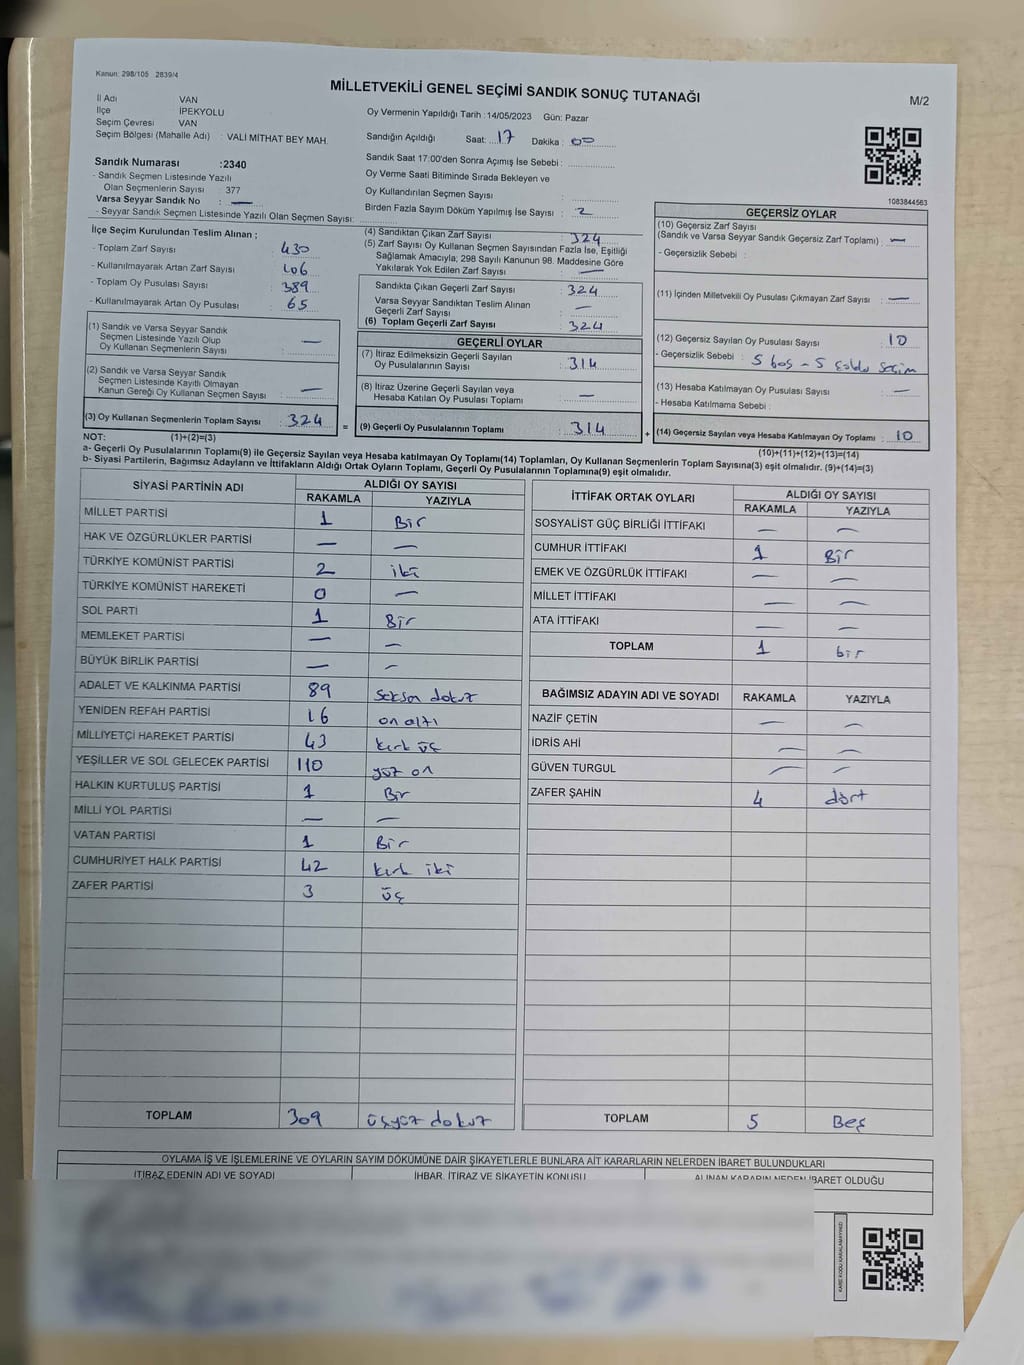 Kanun: 298/105 2839/4
MİLLETVEKİLİ GENEL SEÇİMİ SANDIK SONUÇ TUTANAĞI
M/2
İl Adı VAN
İlçe İPEKYOLU
Seçim Çevresi VAN
Seçim Bölgesi (Mahalle Adı) : VALİ MİTHAT BEY MAH.
Oy Vermenin Yapıldığı Tarih : 14/05/2023 Gün: Pazar
Sandığın Açıldığı Saat: 17 Dakika : 00
Sandık Saat 17:00'den Sonra Açımış İse Sebebi :
Oy Verme Saati Bitiminde Sırada Bekleyen ve
Oy Kullandırılan Seçmen Sayısı :
Birden Fazla Sayım Döküm Yapılmış İse Sayısı : 2
Sandık Numarası :2340
- Sandık Seçmen Listesinde Yazılı
Olan Seçmenlerin Sayısı : 377
Varsa Seyyar Sandık No : —
- Seyyar Sandık Seçmen Listesinde Yazılı Olan Seçmen Sayısı:
1083844563
İlçe Seçim Kurulundan Teslim Alınan ;
- Toplam Zarf Sayısı : 430
- Kullanılmayarak Artan Zarf Sayısı : 106
- Toplam Oy Pusulası Sayısı : 389
- Kullanılmayarak Artan Oy Pusulası : 65
(1) Sandık ve Varsa Seyyar Sandık
Seçmen Listesinde Yazılı Olup
Oy Kullanan Seçmenlerin Sayısı : —
(2) Sandık ve Varsa Seyyar Sandık
Seçmen Listesinde Kayıtlı Olmayan
Kanun Gereği Oy Kullanan Seçmen Sayısı : —
(3) Oy Kullanan Seçmenlerin Toplam Sayısı : 324
(4) Sandıktan Çıkan Zarf Sayısı : 324
(5) Zarf Sayısı Oy Kullanan Seçmen Sayısından Fazla İse, Eşitliği
Sağlamak Amacıyla; 298 Sayılı Kanunun 98. Maddesine Göre
Yakılarak Yok Edilen Zarf Sayısı : —
Sandıkta Çıkan Geçerli Zarf Sayısı : 324
Varsa Seyyar Sandıktan Teslim Alınan
Geçerli Zarf Sayısı : —
(6) Toplam Geçerli Zarf Sayısı : 324
GEÇERLİ OYLAR
(7) İtiraz Edilmeksizin Geçerli Sayılan
Oy Pusulalarının Sayısı : 314
(8) İtiraz Üzerine Geçerli Sayılan veya
Hesaba Katılan Oy Pusulası Toplamı : —
= (9) Geçerli Oy Pusulalarının Toplamı : 314
GEÇERSİZ OYLAR
(10) Geçersiz Zarf Sayısı
(Sandık ve Varsa Seyyar Sandık Geçersiz Zarf Toplamı) : —
- Geçersizlik Sebebi :
(11) İçinden Milletvekili Oy Pusulası Çıkmayan Zarf Sayısı : —
(12) Geçersiz Sayılan Oy Pusulası Sayısı : 10
- Geçersizlik Sebebi : 5 boş - 5 seçim
(13) Hesaba Katılmayan Oy Pusulası Sayısı : —
- Hesaba Katılmama Sebebi :
+ (14) Geçersiz Sayılan veya Hesaba Katılmayan Oy Toplamı : 10
NOT: (1)+(2)=(3)
(10)+(11)+(12)+(13)=(14)
a- Geçerli Oy Pusulalarının Toplamı(9) ile Geçersiz Sayılan veya Hesaba katılmayan Oy Toplamı(14) Toplamları, Oy Kullanan Seçmenlerin Toplam Sayısına(3) eşit olmalıdır. (9)+(14)=(3)
b- Siyasi Partilerin, Bağımsız Adayların ve İttifakların Aldığı Ortak Oyların Toplamı, Geçerli Oy Pusulalarının Toplamına(9) eşit olmalıdır.
SİYASİ PARTİNİN ADI ALDIĞI OY SAYISI
RAKAMLA YAZIYLA
MİLLET PARTİSİ 1 Bir
HAK VE ÖZGÜRLÜKLER PARTİSİ — —
TÜRKİYE KOMÜNİST PARTİSİ 2 iki
TÜRKİYE KOMÜNİST HAREKETİ 0 —
SOL PARTİ 1 Bir
MEMLEKET PARTİSİ — —
BÜYÜK BİRLİK PARTİSİ — —
ADALET VE KALKINMA PARTİSİ 89 seksen dokuz
YENİDEN REFAH PARTİSİ 16 on altı
MİLLİYETÇİ HAREKET PARTİSİ 43 kırk üç
YEŞİLLER VE SOL GELECEK PARTİSİ 110 yüz on
HALKIN KURTULUŞ PARTİSİ 1 Bir
MİLLİ YOL PARTİSİ — —
VATAN PARTİSİ 1 Bir
CUMHURİYET HALK PARTİSİ 42 kırk iki
ZAFER PARTİSİ 3 üç
TOPLAM 309 üçyüz dokuz
İTTİFAK ORTAK OYLARI ALDIĞI OY SAYISI
RAKAMLA YAZIYLA
SOSYALİST GÜÇ BİRLİĞİ İTTİFAKI — —
CUMHUR İTTİFAKI 1 Bir
EMEK VE ÖZGÜRLÜK İTTİFAKI — —
MİLLET İTTİFAKI — —
ATA İTTİFAKI — —
TOPLAM 1 bir
BAĞIMSIZ ADAYIN ADI VE SOYADI RAKAMLA YAZIYLA
NAZİF ÇETİN — —
İDRİS AHİ — —
GÜVEN TURGUL — —
ZAFER ŞAHİN 4 dört
TOPLAM 5 Beş
OYLAMA İŞ VE İŞLEMLERİNE VE OYLARIN SAYIM DÖKÜMÜNE DAİR ŞİKAYETLERLE BUNLARA AİT KARARLARIN NELERDEN İBARET BULUNDUKLARI
İTİRAZ EDENİN ADI VE SOYADI İHBAR, İTİRAZ VE ŞİKAYETİN KONUSU ALINAN KARARIN NEDEN İBARET OLDUĞU
KARE KODU KARALAMAYINIZ!